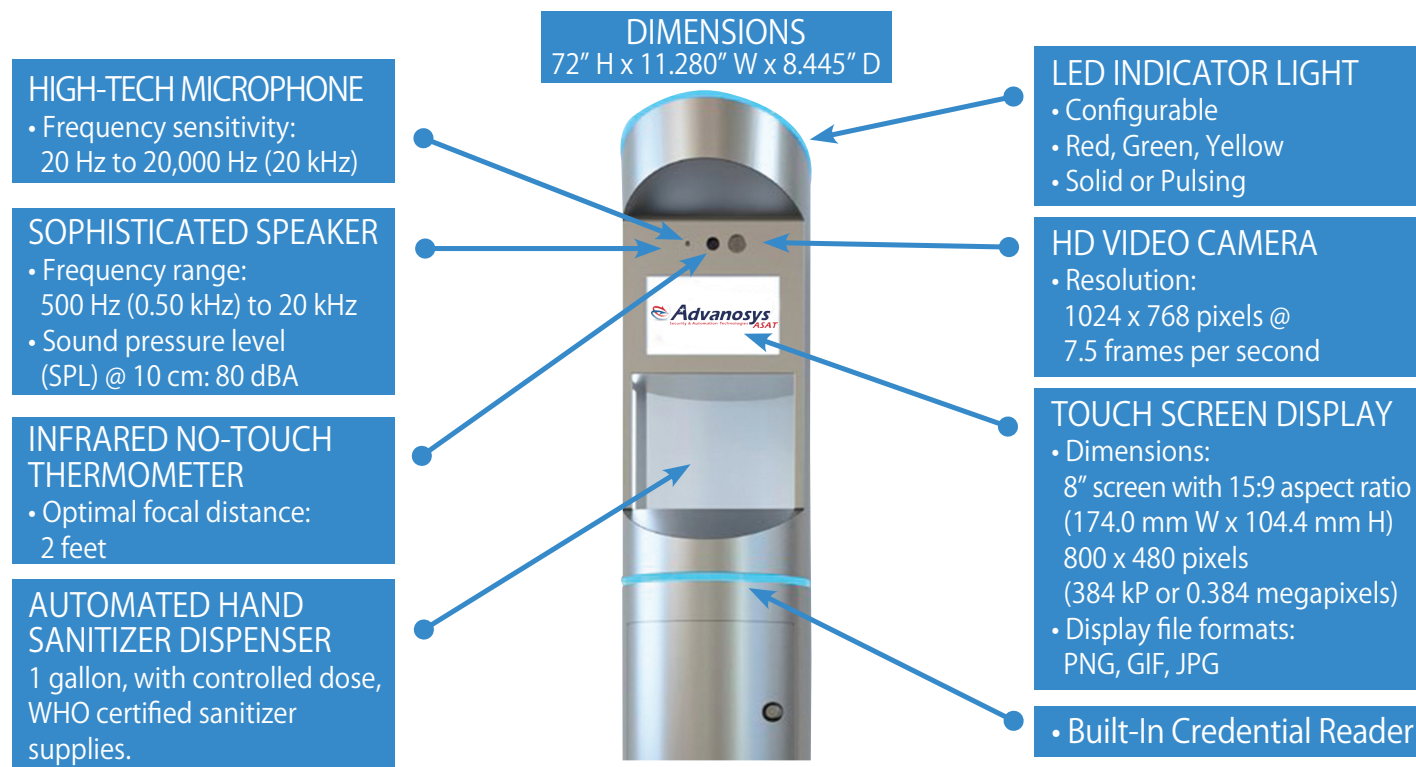 DIMENSIONS
72” H x 11.280” W x 8.445” D
HIGH-TECH MICROPHONE
• Frequency sensitivity:
20 Hz to 20,000 Hz (20 kHz)
SOPHISTICATED SPEAKER
• Frequency range:
500 Hz (0.50 kHz) to 20 kHz
• Sound pressure level
(SPL) @ 10 cm: 80 dBA
INFRARED NO-TOUCH
THERMOMETER
• Optimal focal distance:
2 feet
AUTOMATED HAND
SANITIZER DISPENSER
1 gallon, with controlled dose,
WHO certified sanitizer
supplies.
Advanosys
Security & Automation Technologies ASAT
LED INDICATOR LIGHT
• Configurable
• Red, Green, Yellow
• Solid or Pulsing
HD VIDEO CAMERA
• Resolution:
1024 x 768 pixels @
7.5 frames per second
TOUCH SCREEN DISPLAY
• Dimensions:
8” screen with 15:9 aspect ratio
(174.0 mm W x 104.4 mm H)
800 x 480 pixels
(384 kP or 0.384 megapixels)
• Display file formats:
PNG, GIF, JPG
• Built-In Credential Reader